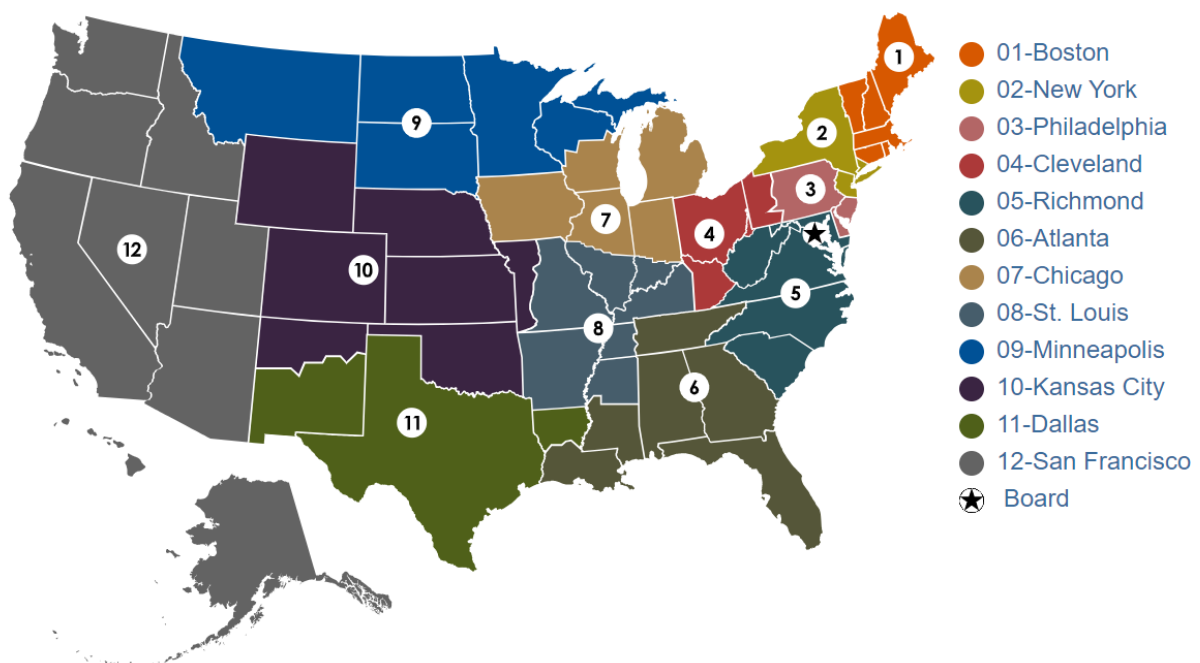 1
2
3
4
5
6
7
8
9
10
11
12
01-Boston
02-New York
03-Philadelphia
04-Cleveland
05-Richmond
06-Atlanta
07-Chicago
08-St. Louis
09-Minneapolis
10-Kansas City
11-Dallas
12-San Francisco
Board